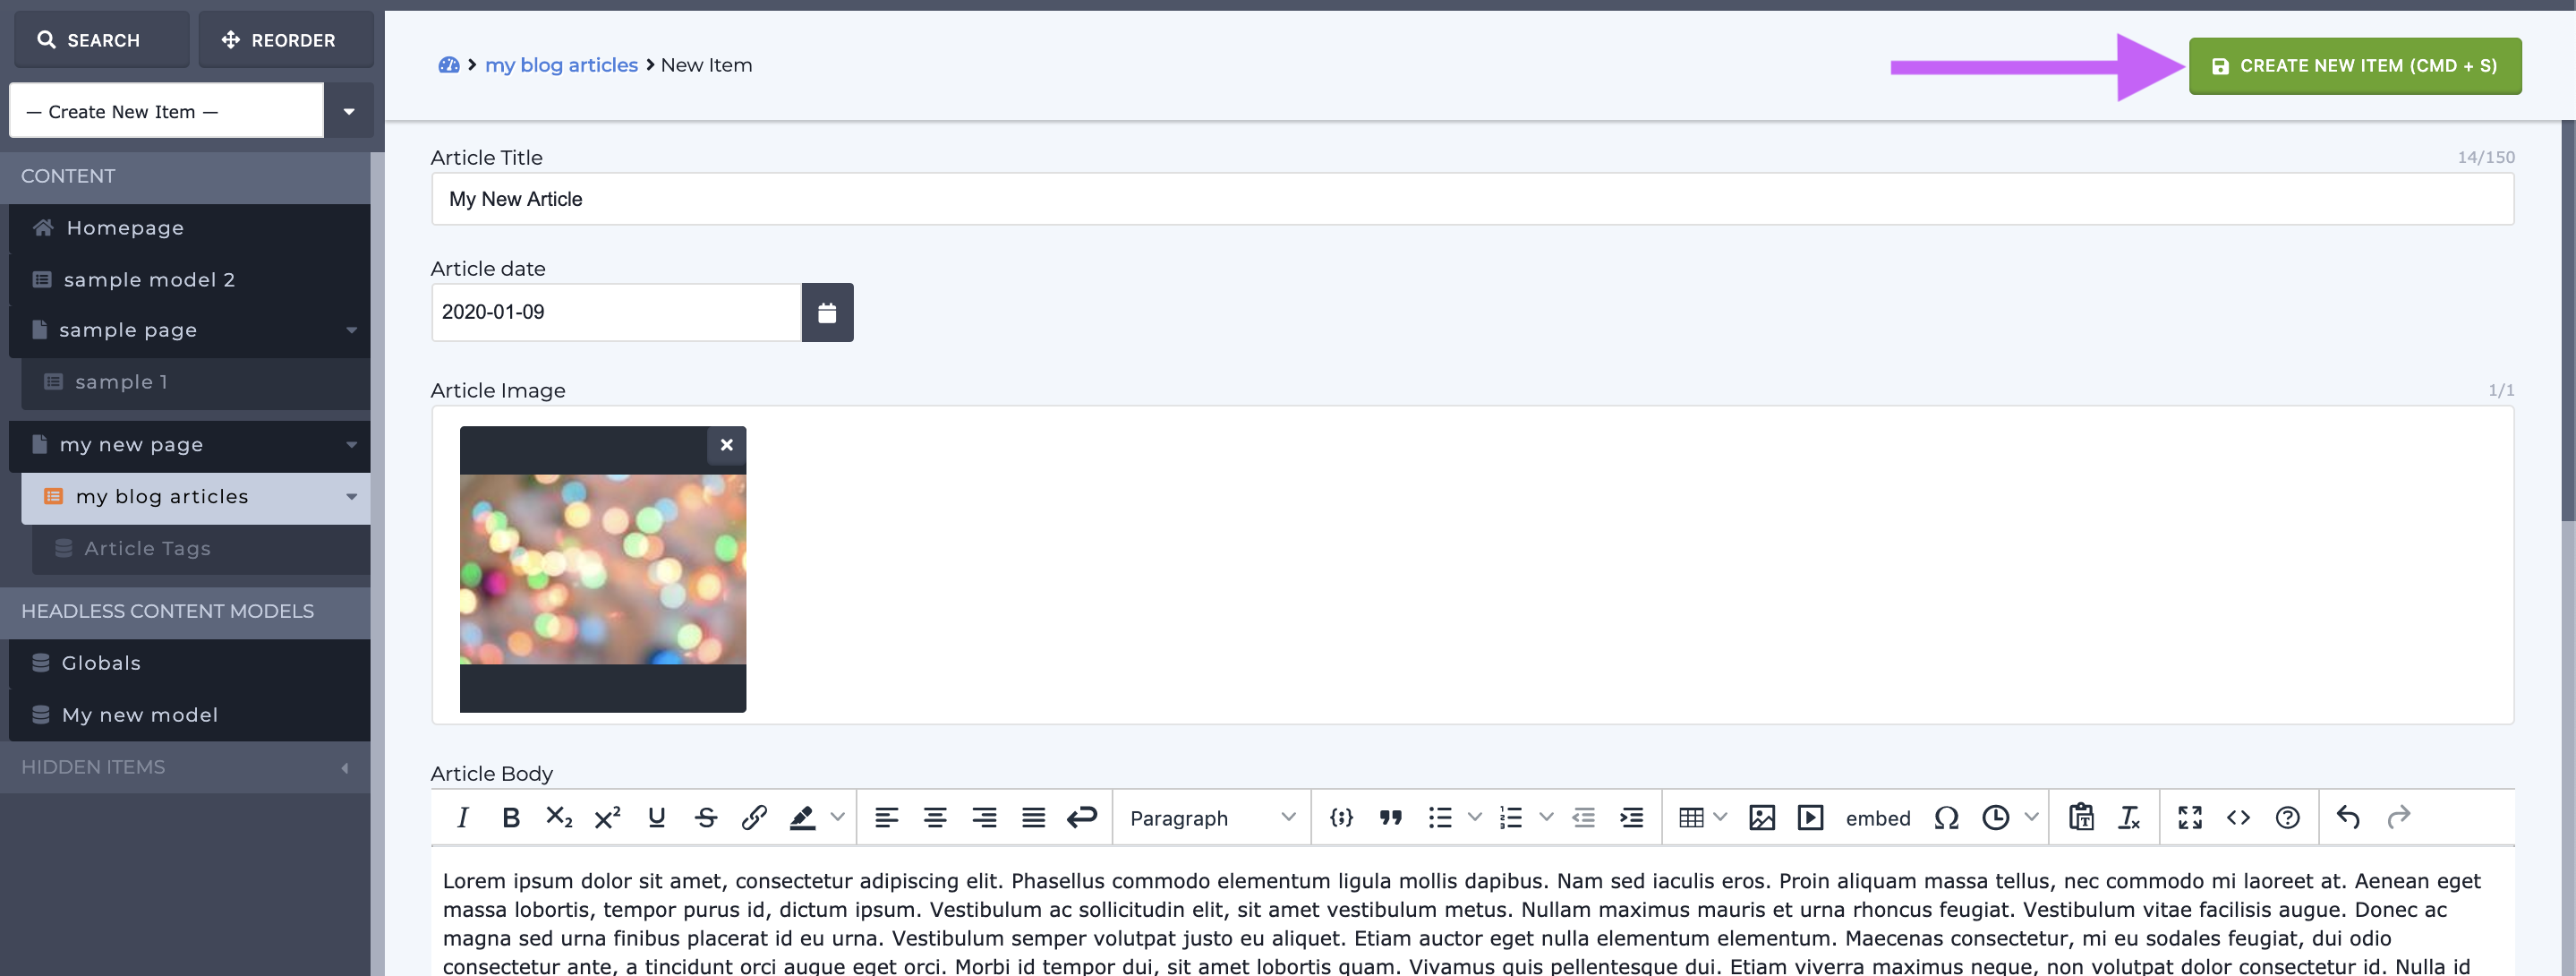 SEARCH
REORDER
— Create New Item —
CONTENT
Homepage
sample model 2
sample page
sample 1
my new page
my blog articles
Article Tags
HEADLESS CONTENT MODELS
Globals
My new model
HIDDEN ITEMS
my blog articles > New Item
CREATE NEW ITEM (CMD + S)
Article Title
14/150
My New Article
Article date
2020-01-09
Article Image
1/1
Article Body
Paragraph
embed
Lorem ipsum dolor sit amet, consectetur adipiscing elit. Phasellus commodo elementum ligula mollis dapibus. Nam sed iaculis eros. Proin aliquam massa tellus, nec commodo mi laoreet at. Aenean eget
massa lobortis, tempor purus id, dictum ipsum. Vestibulum ac sollicitudin elit, sit amet vestibulum metus. Nullam maximus mauris et urna rhoncus feugiat. Vestibulum vitae facilisis augue. Donec ac
magna sed urna finibus placerat id eu urna. Vestibulum semper volutpat justo eu aliquet. Etiam auctor eget nulla elementum elementum. Maecenas consectetur, mi eu sodales feugiat, dui odio
consectetur ante, a tincidunt orci augue eget orci. Morbi id tempor dui, sit amet lobortis quam. Vivamus quis pellentesque dui. Etiam viverra maximus neque, non volutpat dolor consectetur id. Nulla id